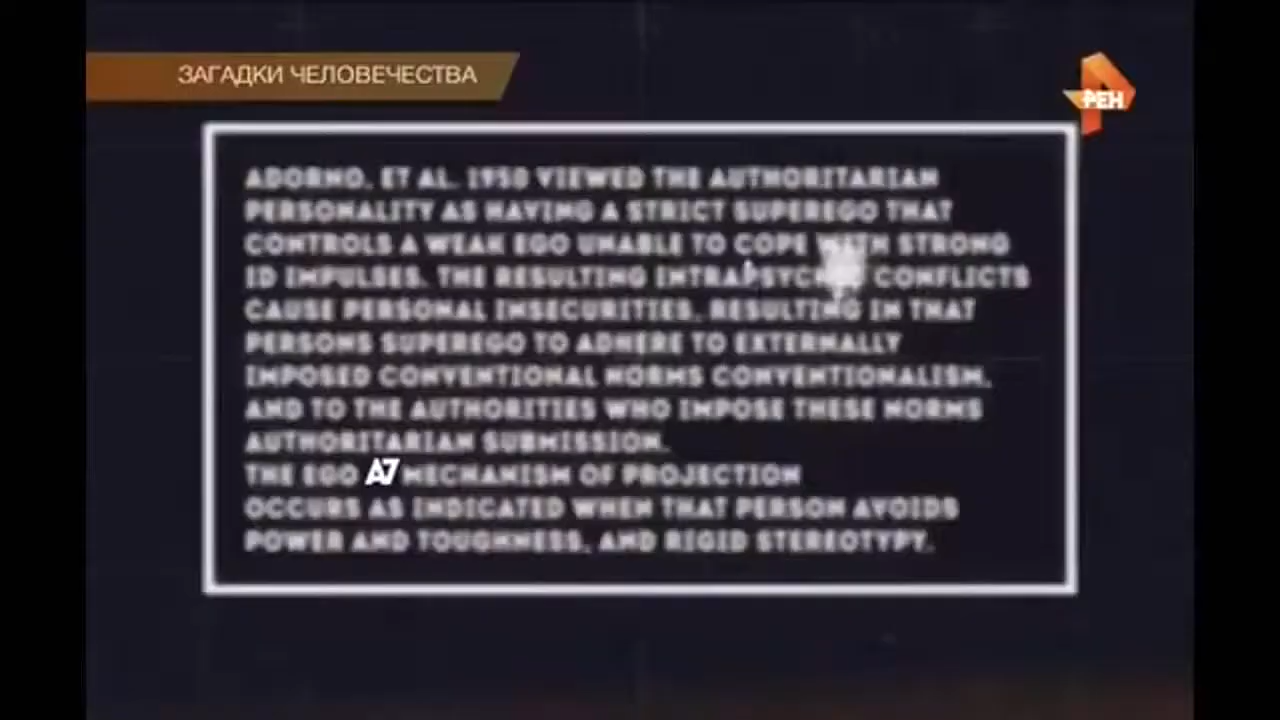 ЗАГАДКИ ЧЕЛОВЕЧЕСТВА
РЕН
ADORNO, ET AL. 1950 VIEWED THE AUTHORITARIAN
PERSONALITY AS HAVING A STRICT SUPEREGO THAT
CONTROLS A WEAK EGO UNABLE TO COPE WITH STRONG
ID IMPULSES. THE RESULTING INTRAPSYCHIC CONFLICTS
CAUSE PERSONAL INSECURITIES, RESULTING IN THAT
PERSONS SUPEREGO TO ADHERE TO EXTERNALLY
IMPOSED CONVENTIONAL NORMS CONVENTIONALISM,
AND TO THE AUTHORITIES WHO IMPOSE THESE NORMS
AUTHORITARIAN SUBMISSION.
THE EGO A7 MECHANISM OF PROJECTION
OCCURS AS INDICATED WHEN THAT PERSON AVOIDS
POWER AND TOUGHNESS, AND RIGID STEREOTYPY.